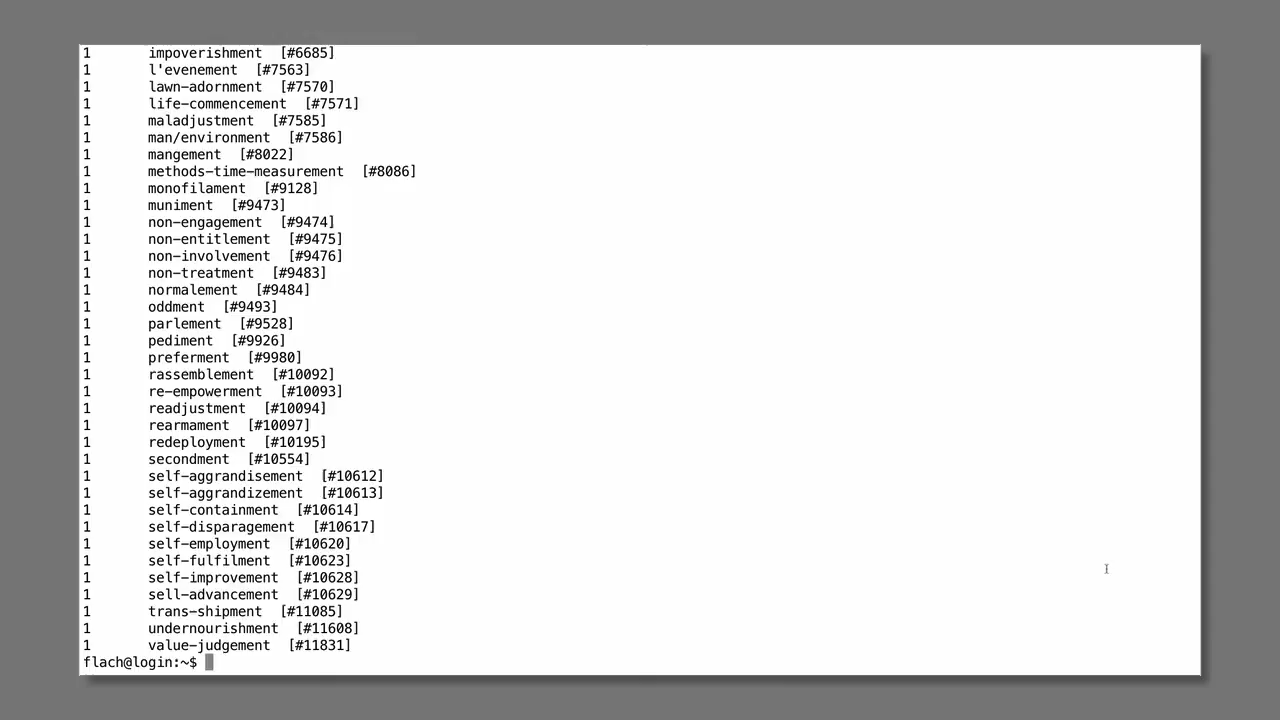 1 impoverishment [#6685]
1 l'evenement [#7563]
1 lawn-adornment [#7570]
1 life-commencement [#7571]
1 maladjustment [#7585]
1 man/environment [#7586]
1 mangement [#8022]
1 methods-time-measurement [#8086]
1 monofilament [#9128]
1 muniment [#9473]
1 non-engagement [#9474]
1 non-entitlement [#9475]
1 non-involvement [#9476]
1 non-treatment [#9483]
1 normalement [#9484]
1 oddment [#9493]
1 parlement [#9528]
1 pediment [#9926]
1 preferment [#9980]
1 rassemblement [#10092]
1 re-empowerment [#10093]
1 readjustment [#10094]
1 rearmament [#10097]
1 redeployment [#10195]
1 secondment [#10554]
1 self-aggrandisement [#10612]
1 self-aggrandizement [#10613]
1 self-containment [#10614]
1 self-disparagement [#10617]
1 self-employment [#10620]
1 self-fulfilment [#10623]
1 self-improvement [#10628]
1 sell-advancement [#10629]
1 trans-shipment [#11085]
1 undernourishment [#11608]
1 value-judgement [#11831]
flach@login:~$